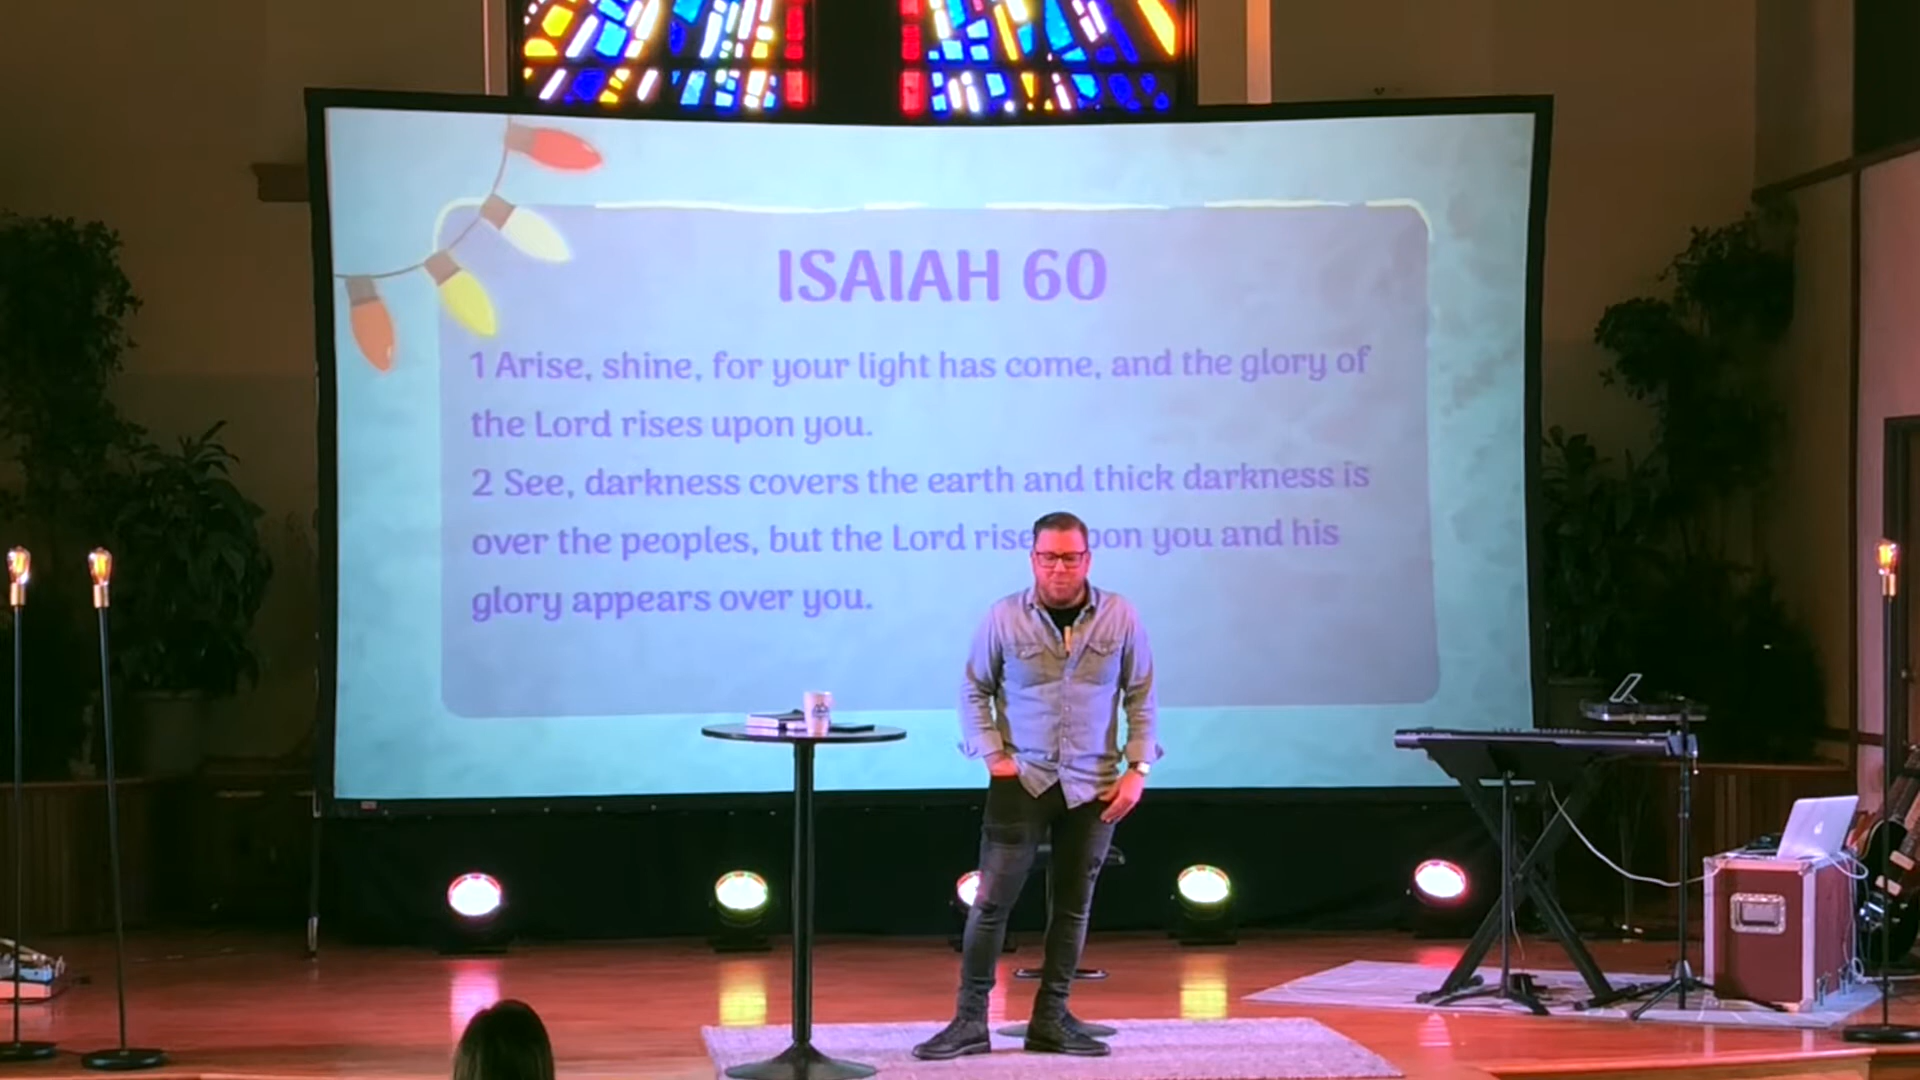 ISAIAH 60
1 Arise, shine, for your light has come, and the glory of
the Lord rises upon you.
2 See, darkness covers the earth and thick darkness is
over the peoples, but the Lord you and his
glory appears over you.